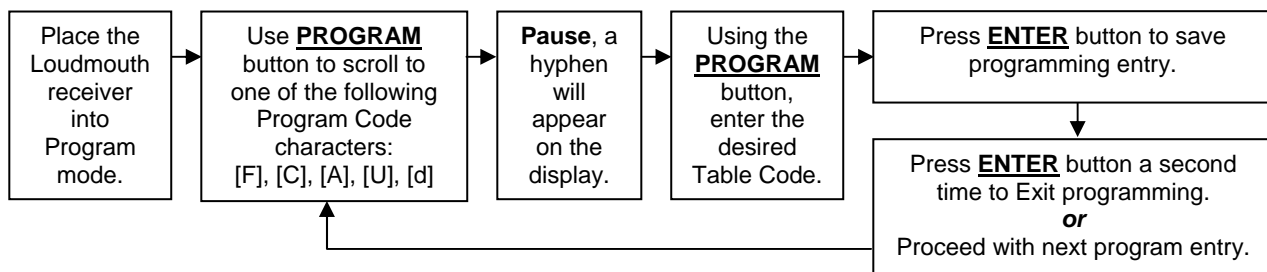 Place the
Loudmouth
receiver
into
Program
mode.
Use PROGRAM
button to scroll to
one of the following
Program Code
characters:
[F], [C], [A], [U], [d]
Pause, a
hyphen
will
appear
on the
display.
Using the
PROGRAM
button,
enter the
desired
Table Code.
Press ENTER button to save
programming entry.
Press ENTER button a second
time to Exit programming.
or
Proceed with next program entry.